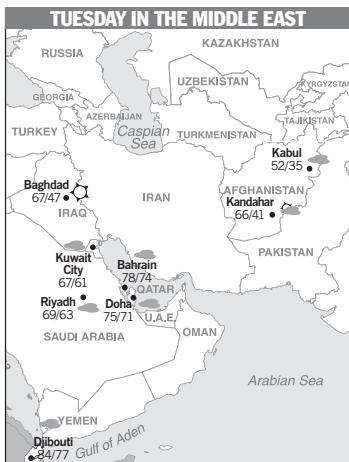 TUESDAY IN THE MIDDLE EAST
KAZAKHSTAN
RUSSIA
UZBEKISTAN
KYRGYZSTAN
GEORGIA
TAJIKISTAN
AZERBAIJAN
TURKEY
Caspian
Sea
TURKMENISTAN
Kabul
52/35
Baghdad
67/47
IRAQ
IRAN
AFGHANISTAN
Kandahar
66/41
PAKISTAN
Kuwait
City
67/61
Bahrain
78/74
QATAR
Riyadh
69/63
Doha
75/71
U.A.E.
OMAN
SAUDI ARABIA
Arabian Sea
YEMEN
Djibouti
84/77
Gulf of Aden